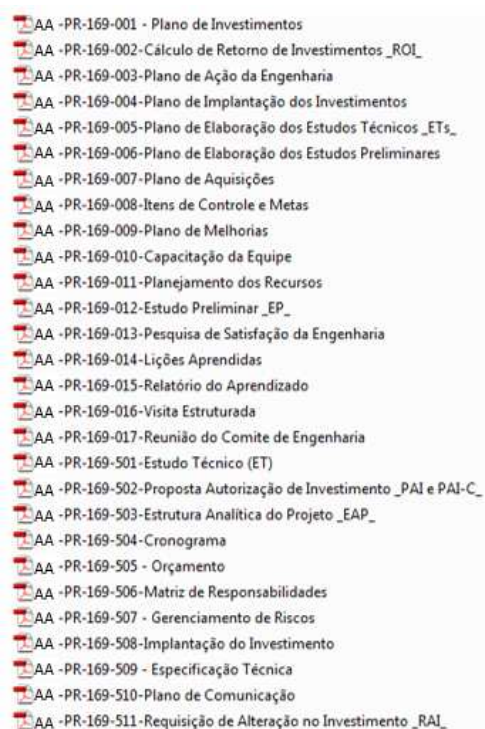 AA -PR-169-001 - Plano de Investimentos
AA -PR-169-002-Cálculo de Retorno de Investimentos _ROI_
AA -PR-169-003-Plano de Ação da Engenharia
AA -PR-169-004-Plano de Implantação dos Investimentos
AA -PR-169-005-Plano de Elaboração dos Estudos Técnicos _ETs_
AA -PR-169-006-Plano de Elaboração dos Estudos Preliminares
AA -PR-169-007-Plano de Aquisições
AA -PR-169-008-Itens de Controle e Metas
AA -PR-169-009-Plano de Melhorias
AA -PR-169-010-Capacitação da Equipe
AA -PR-169-011-Planejamento dos Recursos
AA -PR-169-012-Estudo Preliminar _EP_
AA -PR-169-013-Pesquisa de Satisfação da Engenharia
AA -PR-169-014-Lições Aprendidas
AA -PR-169-015-Relatório do Aprendizado
AA -PR-169-016-Visita Estruturada
AA -PR-169-017-Reunião do Comite de Engenharia
AA -PR-169-501-Estudo Técnico (ET)
AA -PR-169-502-Proposta Autorização de Investimento _PAI e PAI-C_
AA -PR-169-503-Estrutura Analítica do Projeto _EAP_
AA -PR-169-504-Cronograma
AA -PR-169-505 - Orçamento
AA -PR-169-506-Matriz de Responsabilidades
AA -PR-169-507 - Gerenciamento de Riscos
AA -PR-169-508-Implantação do Investimento
AA -PR-169-509 - Especificação Técnica
AA -PR-169-510-Plano de Comunicação
AA -PR-169-511-Requisição de Alteração no Investimento _RAI_